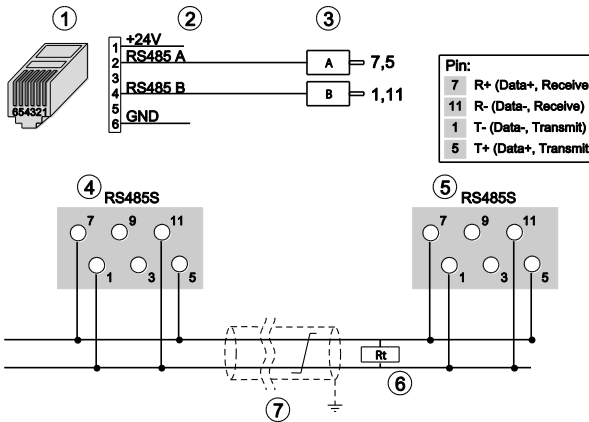 1 2 3
654321
1 +24V
2 RS485 A
3
4 RS485 B
5
6 GND
A 7,5
B 1,11
Pin:
7 R+ (Data+, Receive
11 R- (Data-, Receive)
1 T- (Data-, Transmit)
5 T+ (Data+, Transmit
4 RS485S
7 9 11
1 3 5
5 RS485S
7 9 11
1 3 5
Rt
6
7